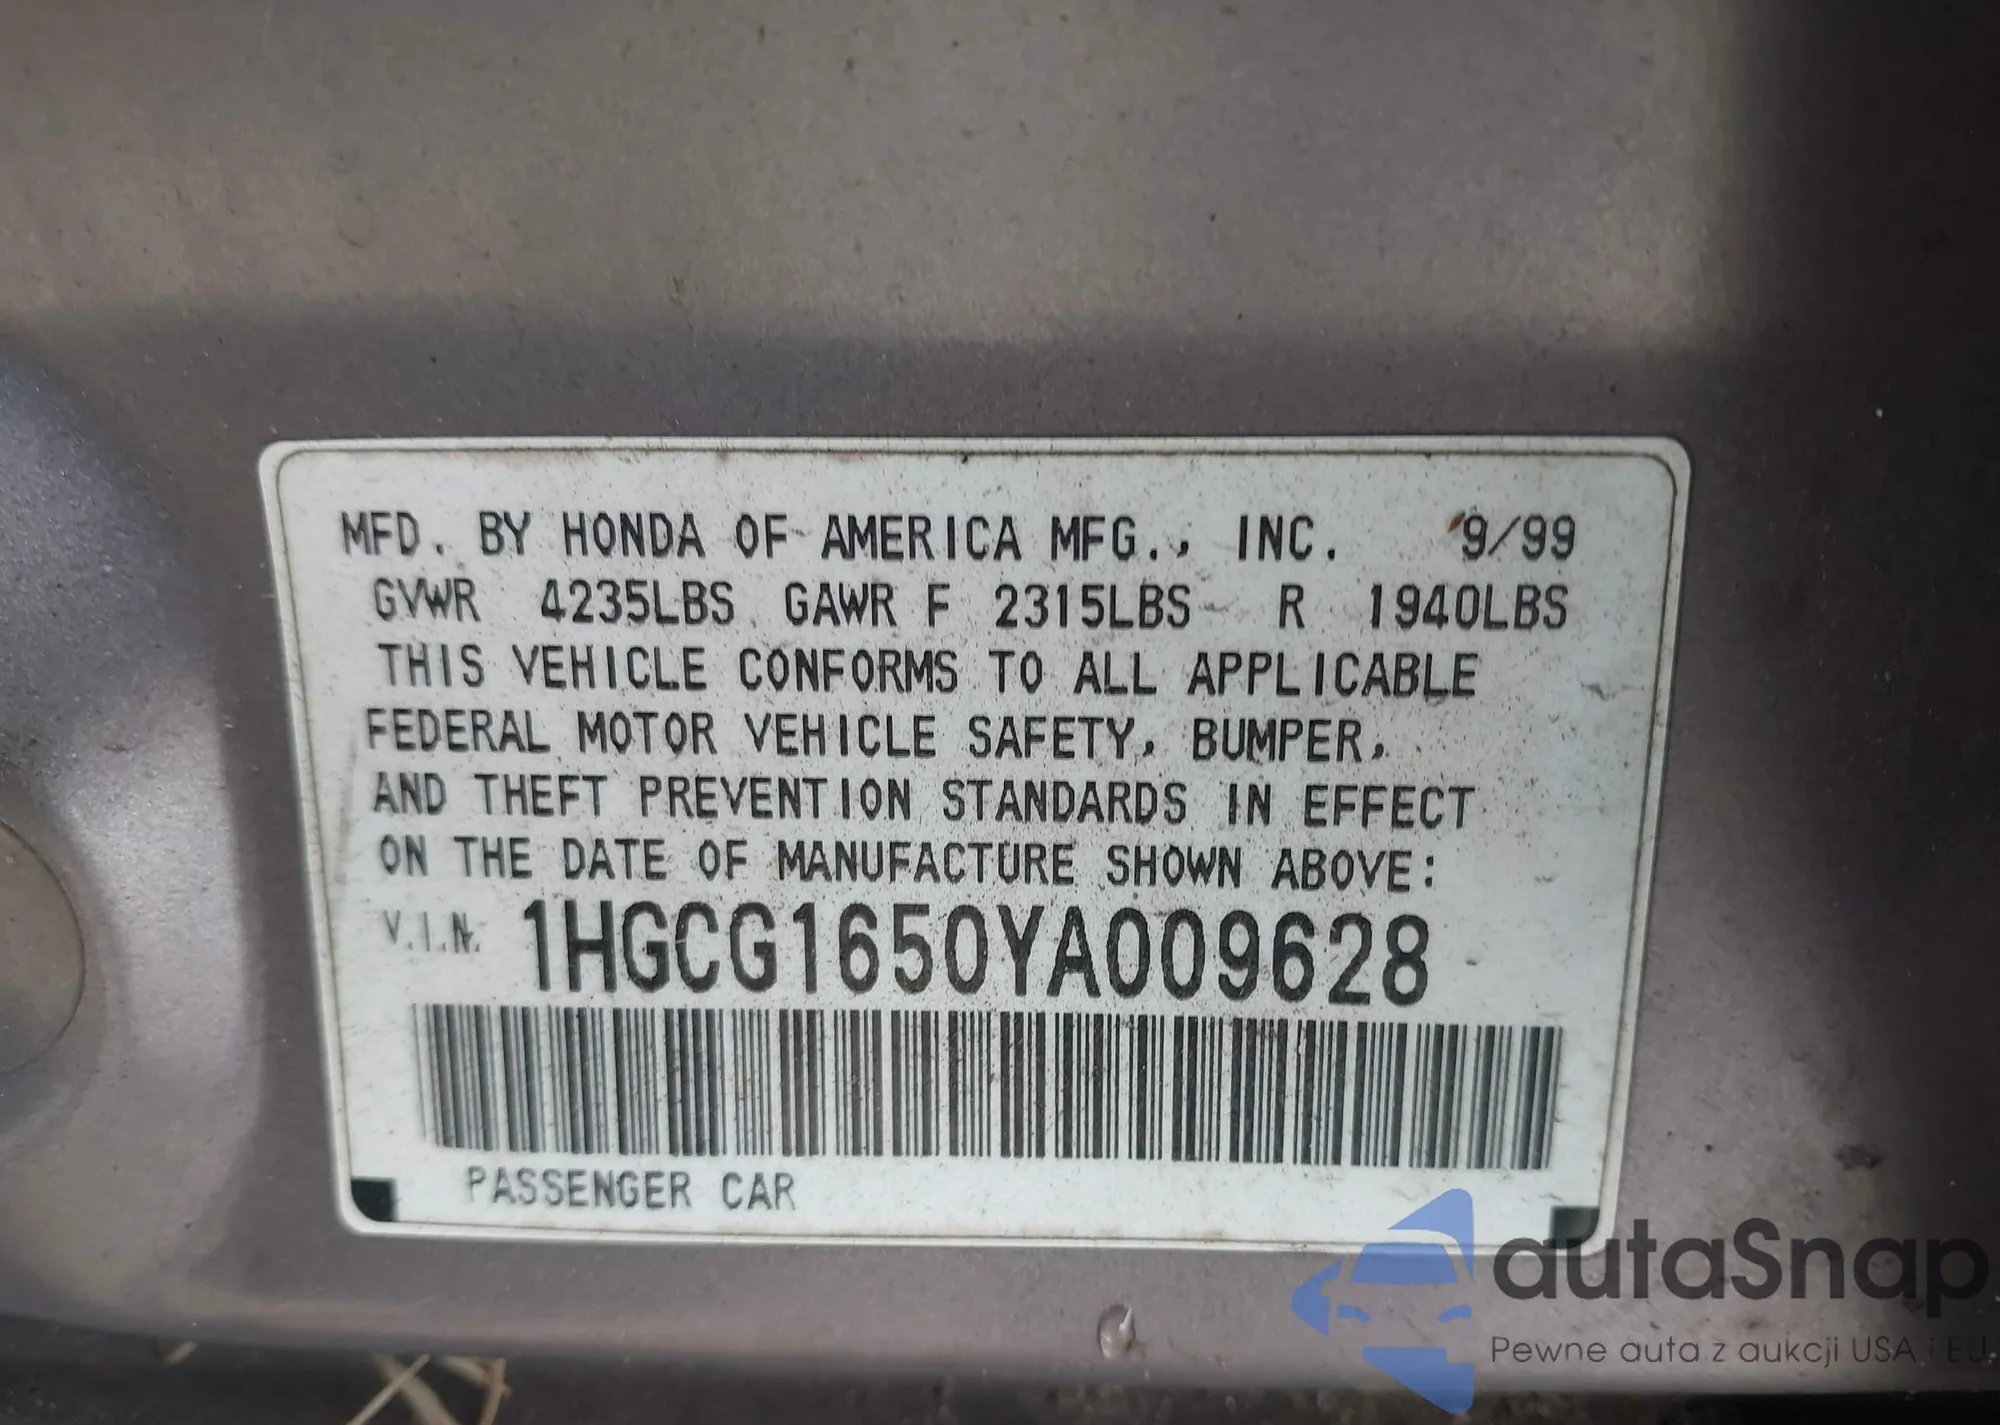 MFD. BY HONDA OF AMERICA MFG., INC. 9/99
GVWR 4235LBS GAWR F 2315LBS R 1940LBS
THIS VEHICLE CONFORMS TO ALL APPLICABLE
FEDERAL MOTOR VEHICLE SAFETY, BUMPER,
AND THEFT PREVENTION STANDARDS IN EFFECT
ON THE DATE OF MANUFACTURE SHOWN ABOVE:
V.I.N. 1HGCG1650YA009628
PASSENGER CAR
autaSnap
Pewne auta z aukcji USA i EU